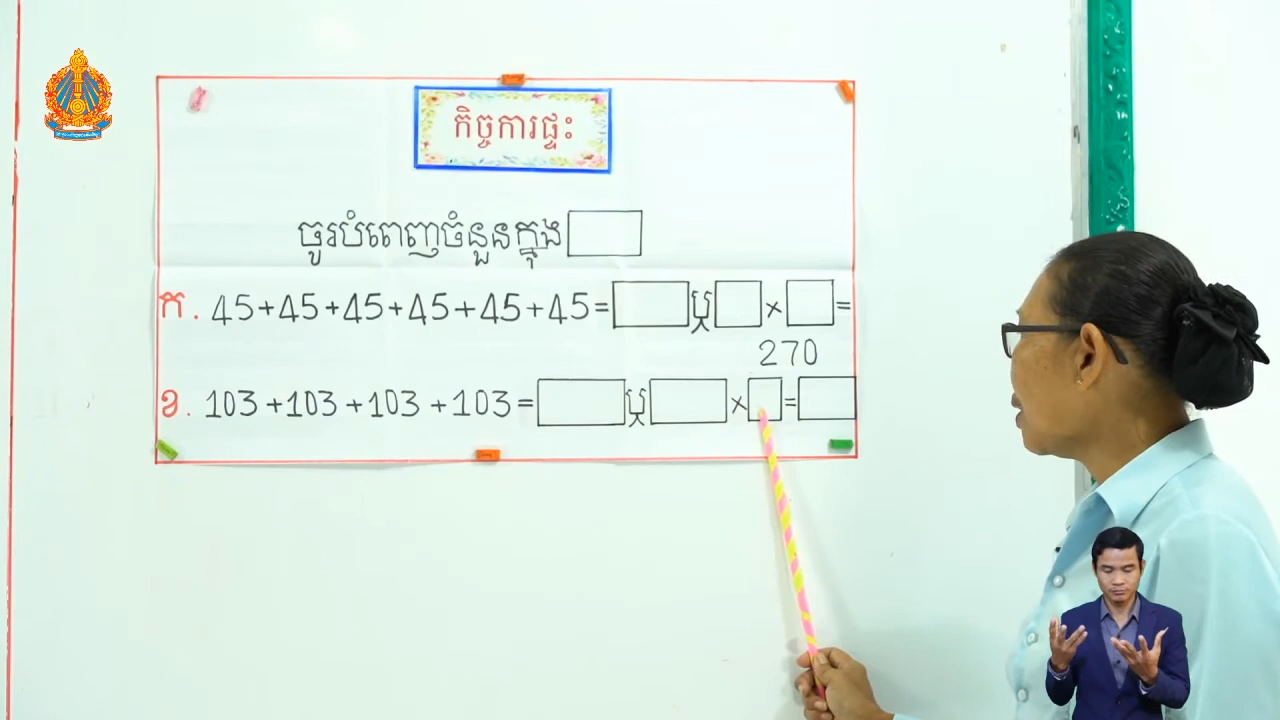 កិច្ចការផ្ទះ
ចូរបំពេញចំនួនក្នុង
ក. 45+45+45+45+45+45= ឬ × =
270
ខ. 103+103+103+103= ឬ × =